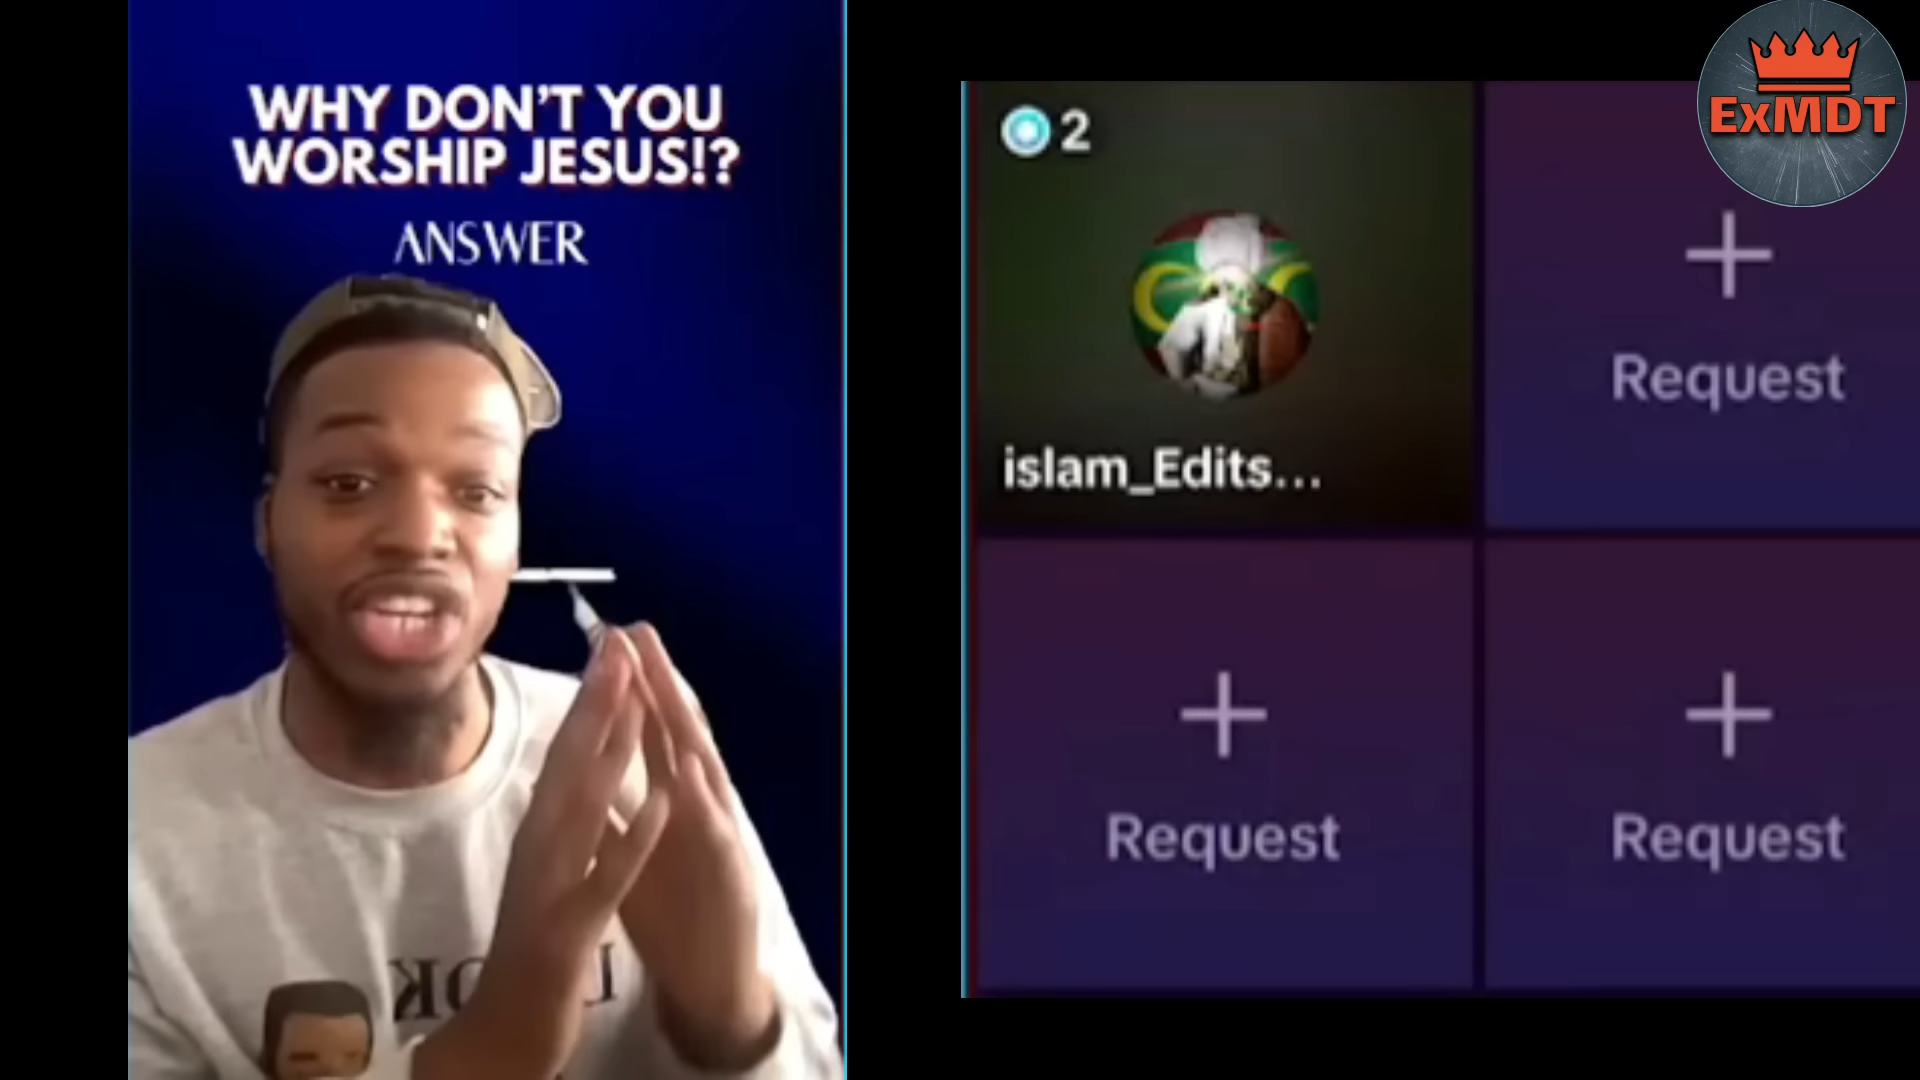 WHY DON'T YOU
WORSHIP JESUS!?
ANSWER
2
islam_Edits...
Request
Request
Request
ExMDT